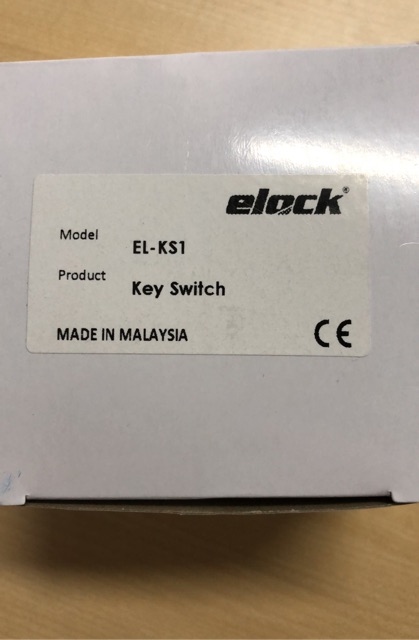 elock®
Model EL-KS1
Product Key Switch
MADE IN MALAYSIA CE